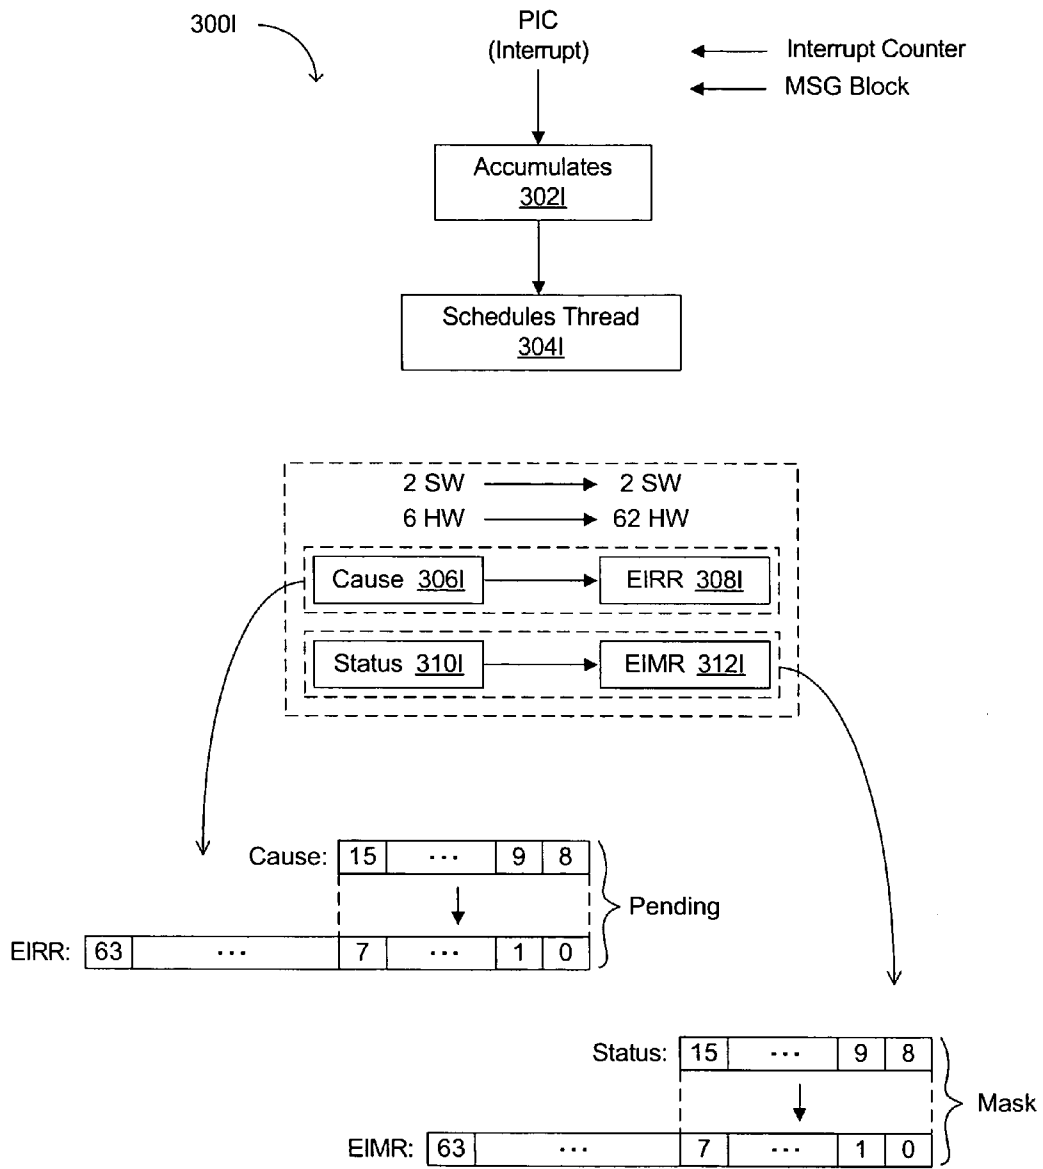 300I
PIC
(Interrupt)
Interrupt Counter
MSG Block
Accumulates
302I
Schedules Thread
304I
2 SW 2 SW
6 HW 62 HW
Cause 306I EIRR 308I
Status 310I EIMR 312I
Cause: 15 ... 9 8
Pending
EIRR: 63 ... 7 ... 1 0
Status: 15 ... 9 8
Mask
EIMR: 63 ... 7 ... 1 0